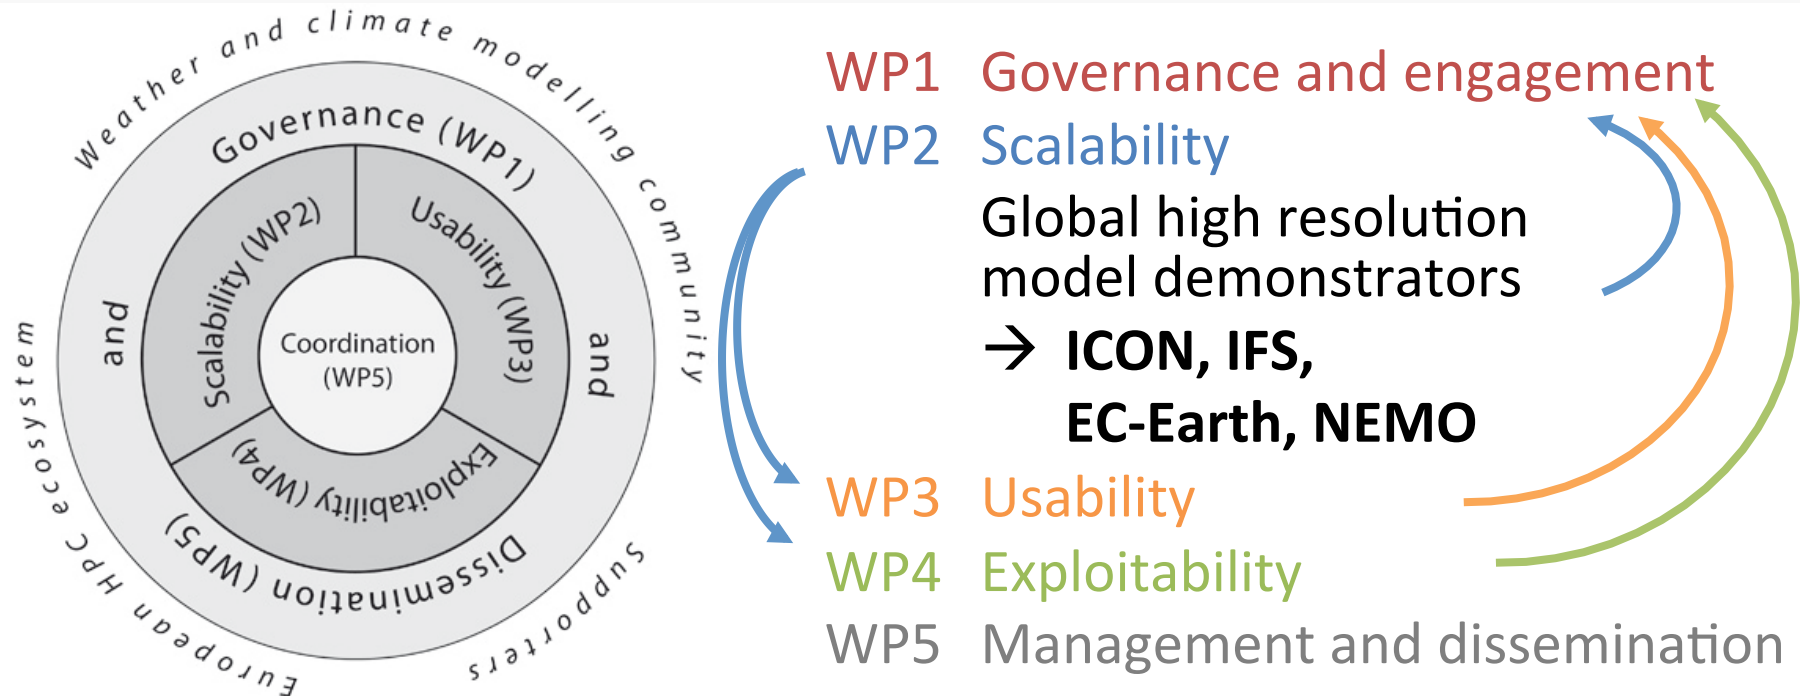 Weather and climate modelling community
Governance (WP1)
and
and
Scalability (WP2)
Usability (WP3)
Coordination
(WP5)
Exploitability (WP4)
Dissemination (WP5)
European HPC ecosystem
Supporters
WP1 Governance and engagement
WP2 Scalability
Global high resolution
model demonstrators
→ ICON, IFS,
EC-Earth, NEMO
WP3 Usability
WP4 Exploitability
WP5 Management and dissemination